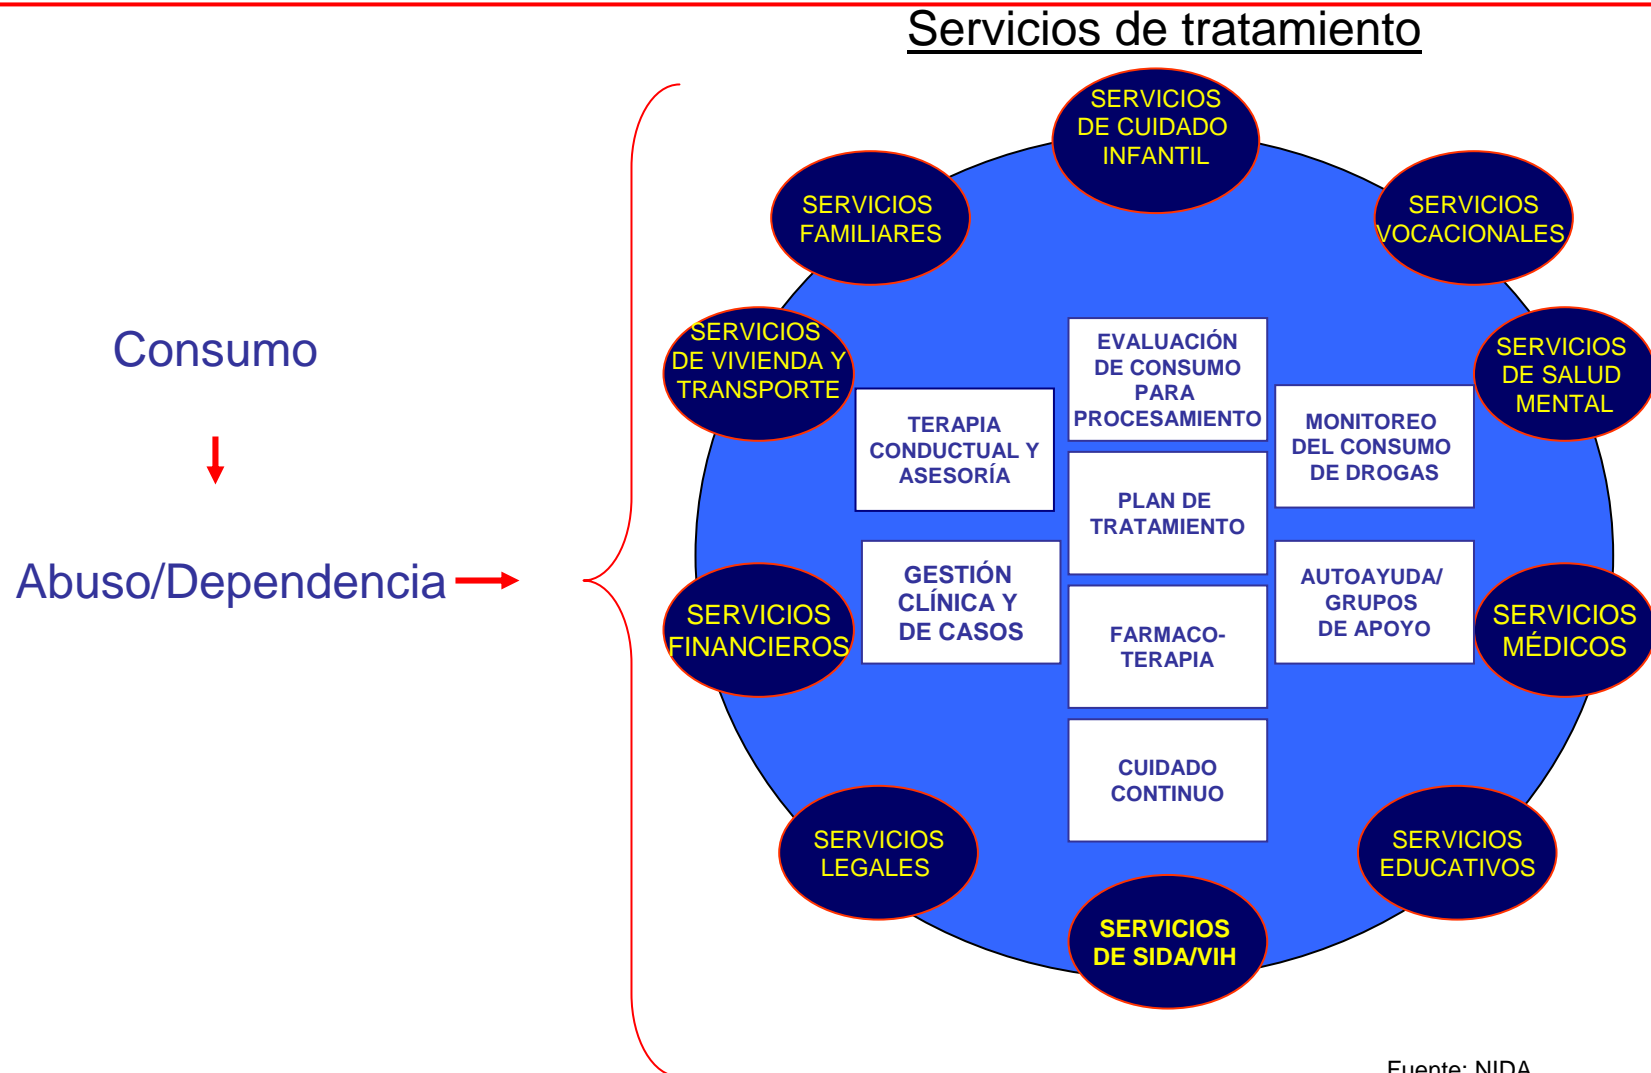 Servicios de tratamiento
SERVICIOS
DE CUIDADO
INFANTIL
SERVICIOS
FAMILIARES
SERVICIOS
VOCACIONALES
SERVICIOS
DE VIVIENDA Y
TRANSPORTE
SERVICIOS
DE SALUD
MENTAL
Consumo
EVALUACIÓN
DE CONSUMO
PARA
PROCESAMIENTO
TERAPIA
CONDUCTUAL Y
ASESORÍA
MONITOREO
DEL CONSUMO
DE DROGAS
PLAN DE
TRATAMIENTO
Abuso/Dependencia
GESTIÓN
CLÍNICA Y
DE CASOS
AUTOAYUDA/
GRUPOS
DE APOYO
SERVICIOS
FINANCIEROS
FARMACO-
TERAPIA
SERVICIOS
MÉDICOS
CUIDADO
CONTINUO
SERVICIOS
LEGALES
SERVICIOS
EDUCATIVOS
SERVICIOS
DE SIDA/VIH
Fuente: NIDA